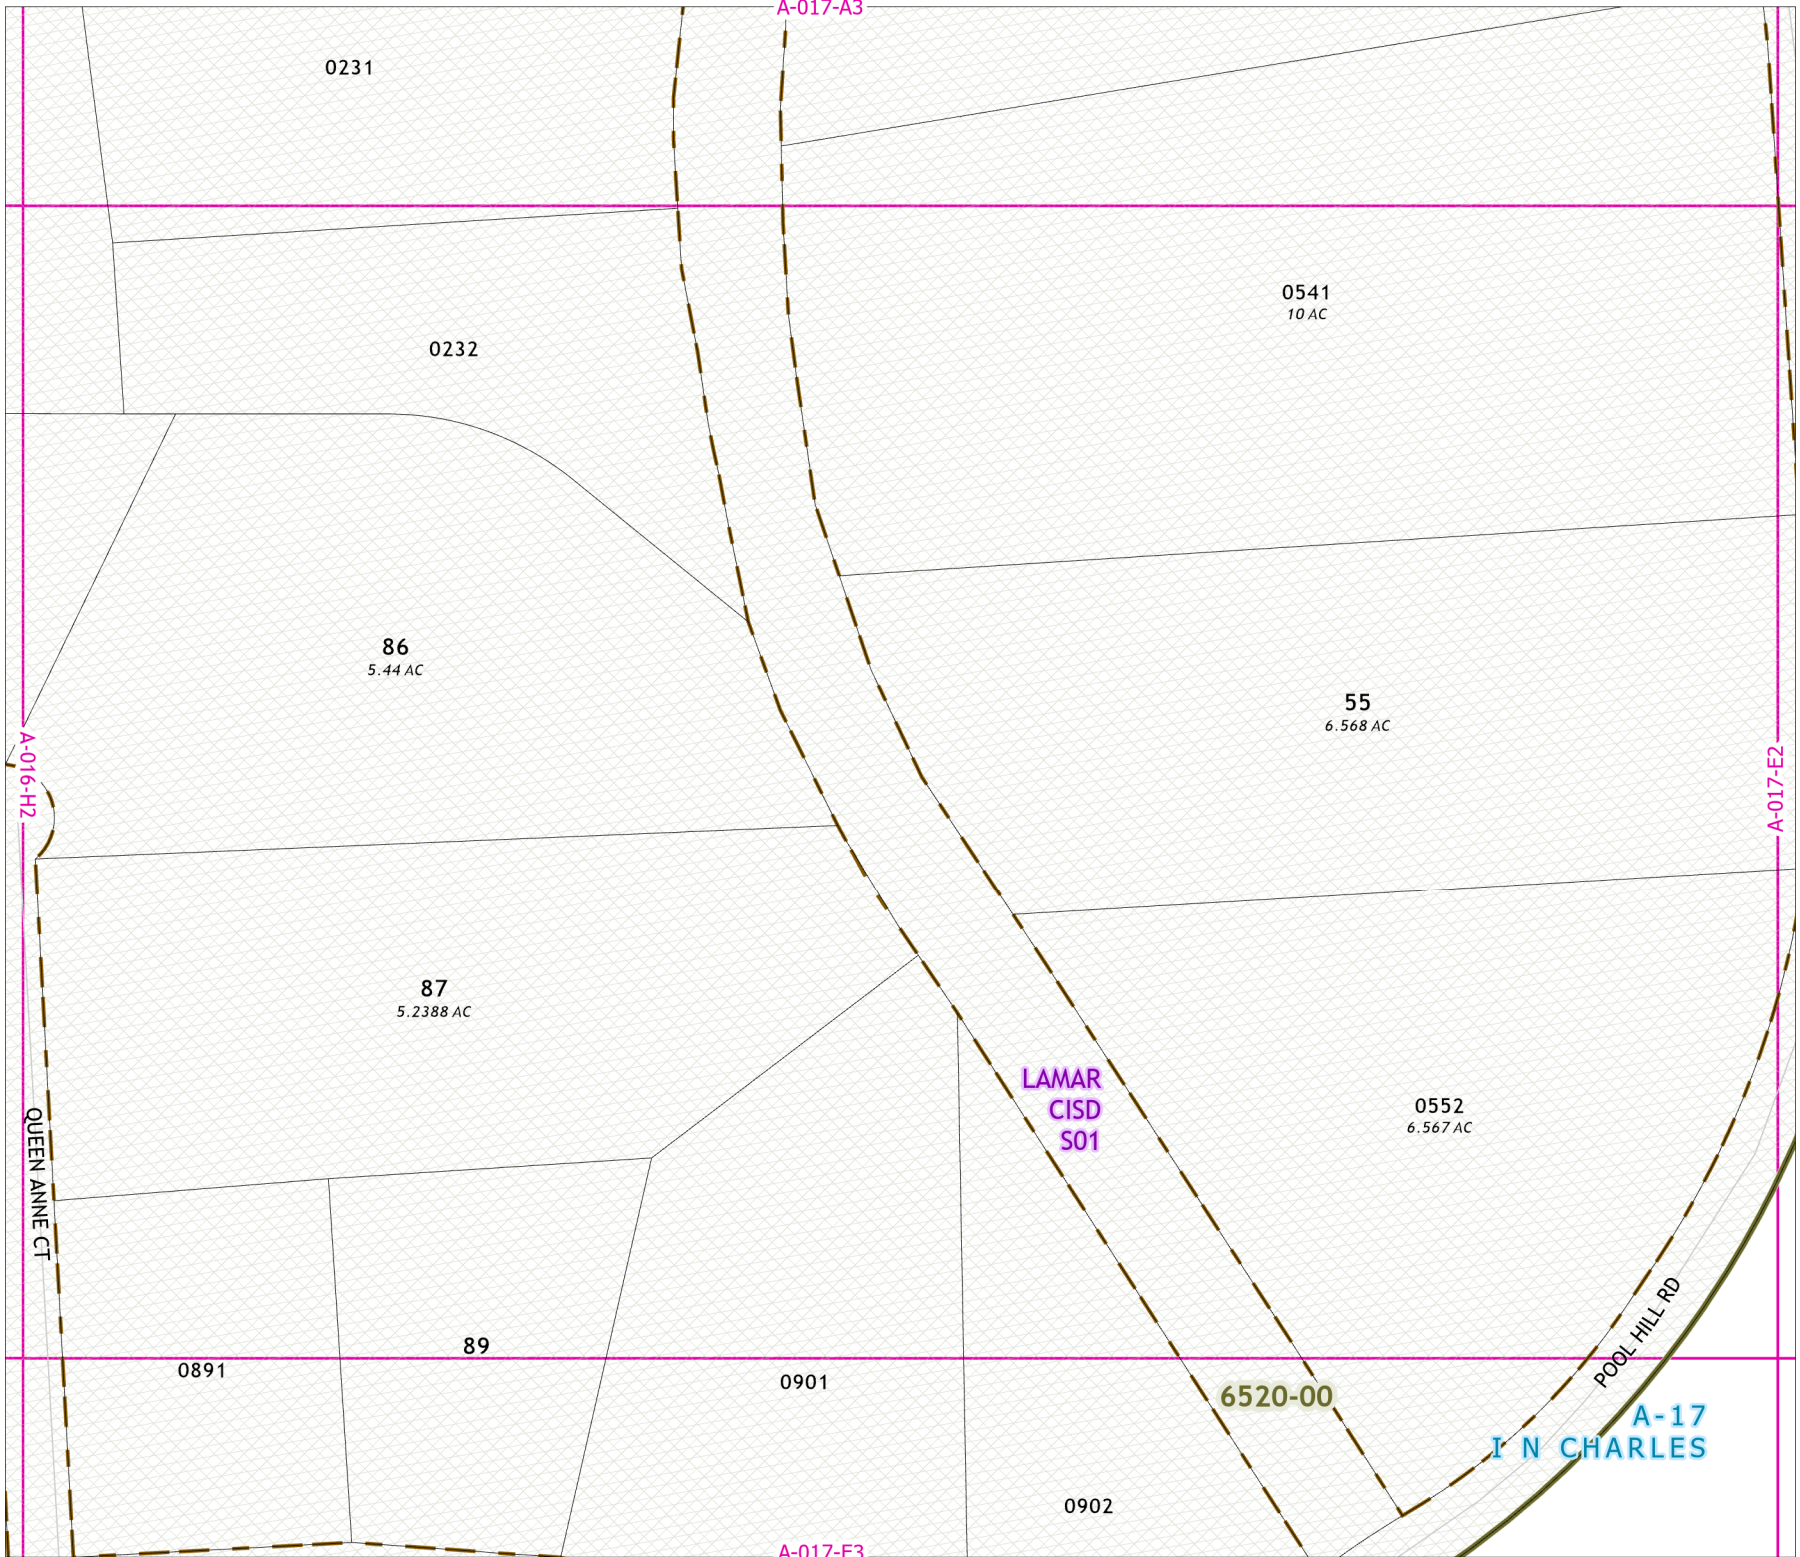 A-017-A3
0231
0541
10 AC
0232
86
5.44 AC
55
6.568 AC
A-016-H2
A-017-E2
87
5.2388 AC
LAMAR
CISD
S01
0552
6.567 AC
QUEEN ANNE CT
POOL HILL RD
89
0891
0901
6520-00
A-17
I N CHARLES
0902
A-017-E3